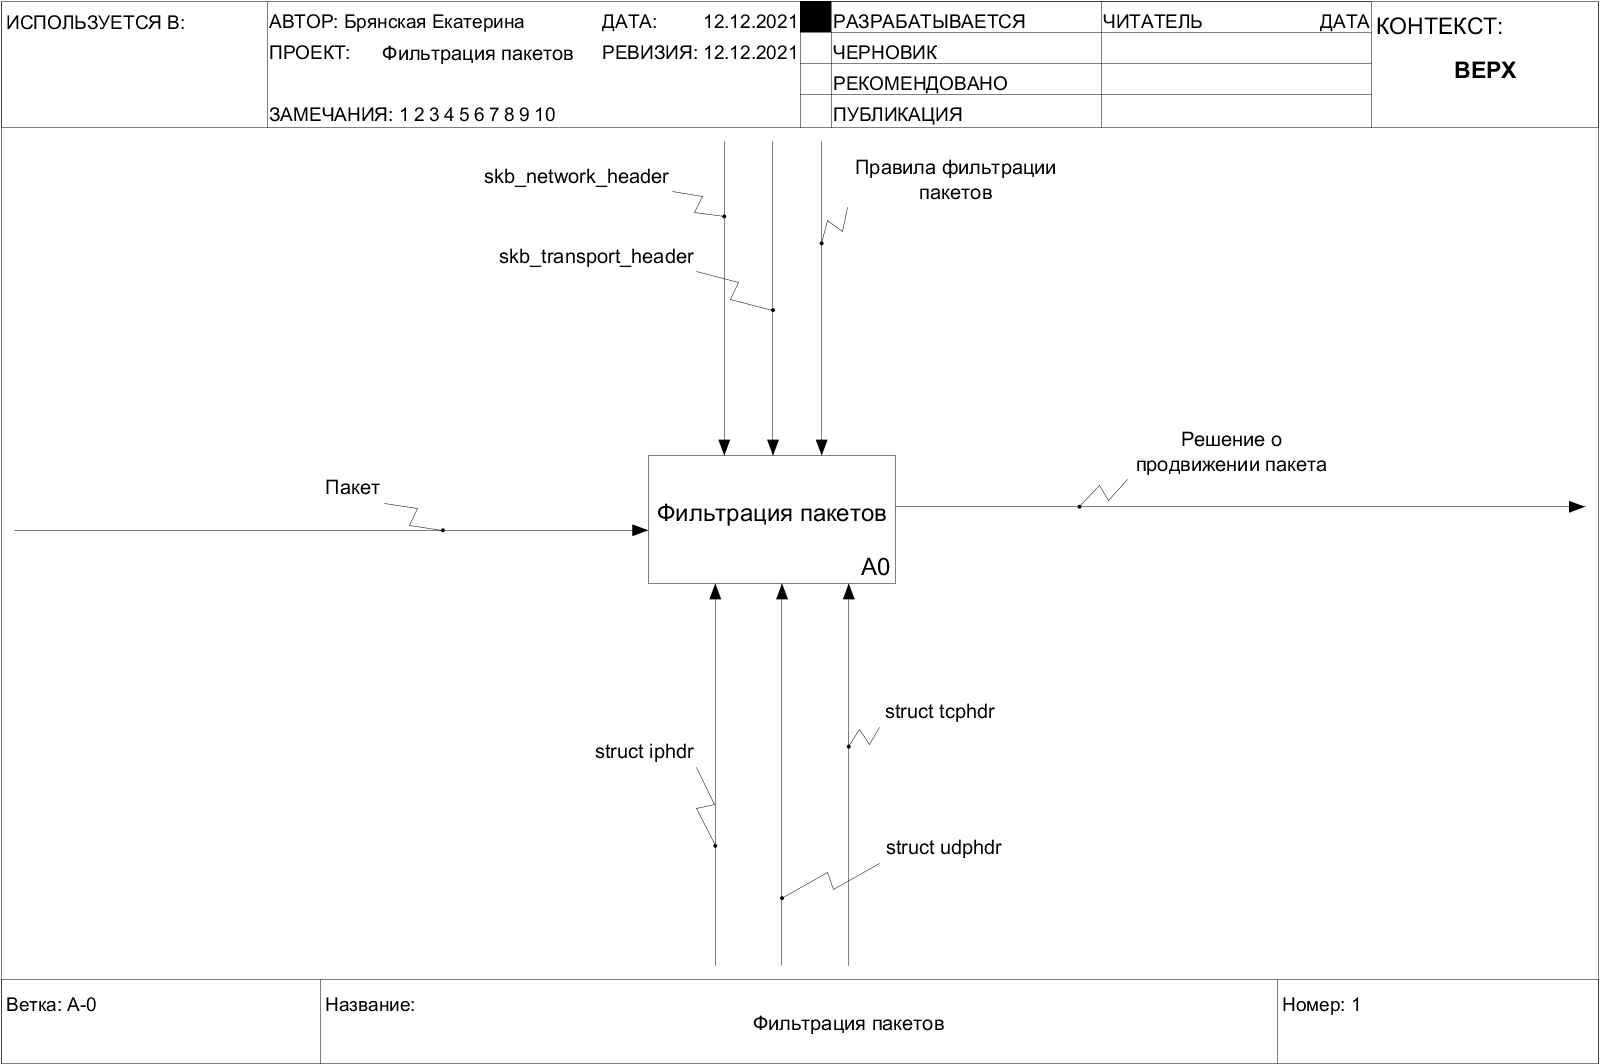 ИСПОЛЬЗУЕТСЯ В:
АВТОР: Брянская Екатерина
ДАТА: 12.12.2021
ПРОЕКТ: Фильтрация пакетов
РЕВИЗИЯ: 12.12.2021
ЗАМЕЧАНИЯ: 1 2 3 4 5 6 7 8 9 10
РАЗРАБАТЫВАЕТСЯ
ЧЕРНОВИК
РЕКОМЕНДОВАНО
ПУБЛИКАЦИЯ
ЧИТАТЕЛЬ
ДАТА
КОНТЕКСТ:
ВЕРХ
skb_network_header
skb_transport_header
Правила фильтрации
пакетов
Решение о
продвижении пакета
Пакет
Фильтрация пакетов
A0
struct tcphdr
struct iphdr
struct udphdr
Ветка: A-0
Название:
Фильтрация пакетов
Номер: 1